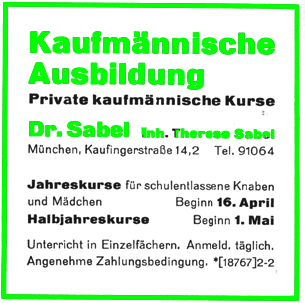 Kaufmännische
Ausbildung
Private kaufmännische Kurse
Dr. Sabel Inh. Therese Sabel
München, Kaufingerstraße 14,2 Tel. 91064
Jahreskurse für schulentlassene Knaben
und Mädchen Beginn 16. April
Halbjahreskurse Beginn 1. Mai
Unterricht in Einzelfächern. Anmeld. täglich.
Angenehme Zahlungsbedingung. *[18767]2-2